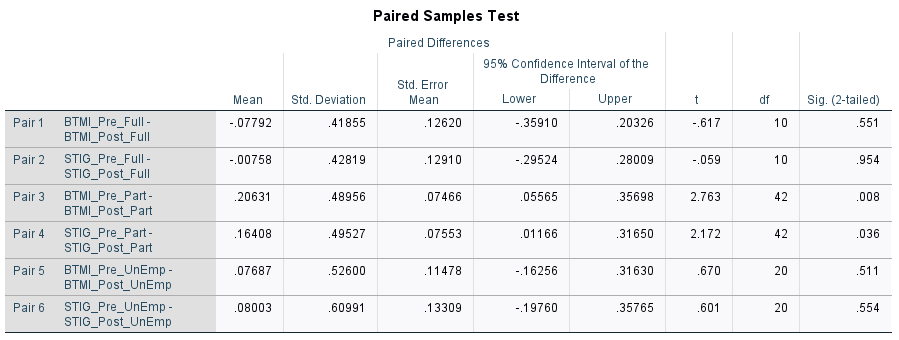 Paired Samples Test
Paired Differences
95% Confidence Interval of the
Difference
Std. Error
Mean Std. Deviation Mean Lower Upper t df Sig. (2-tailed)
Pair 1 BTMI_Pre_Full - -.07792 .41855 .12620 -.35910 .20326 -.617 10 .551
BTMI_Post_Full
Pair 2 STIG_Pre_Full - -.00758 .42819 .12910 -.29524 .28009 -.059 10 .954
STIG_Post_Full
Pair 3 BTMI_Pre_Part - .20631 .48956 .07466 .05565 .35698 2.763 42 .008
BTMI_Post_Part
Pair 4 STIG_Pre_Part - .16408 .49527 .07553 .01166 .31650 2.172 42 .036
STIG_Post_Part
Pair 5 BTMI_Pre_UnEmp - .07687 .52600 .11478 -.16256 .31630 .670 20 .511
BTMI_Post_UnEmp
Pair 6 STIG_Pre_UnEmp - .08003 .60991 .13309 -.19760 .35765 .601 20 .554
STIG_Post_UnEmp